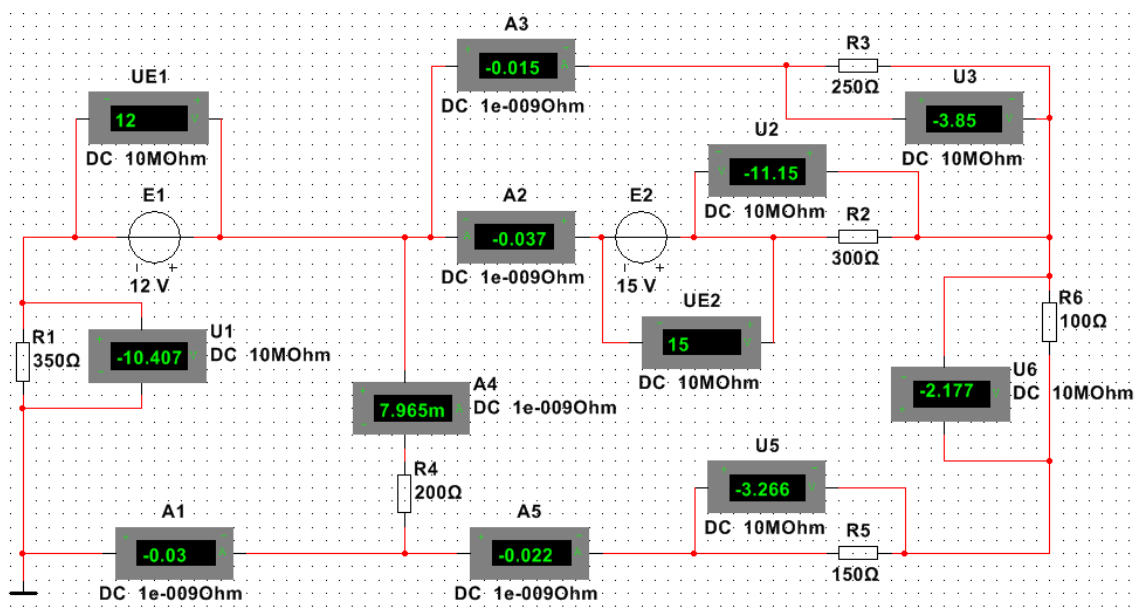 A3
-0.015
DC 1e-009Ohm
R3
250Ω
U3
-3.85
DC 10MOhm
UE1
12
V
DC 10MOhm
U2
V
-11.15
DC 10MOhm
E1
12 V
A2
A
-0.037
DC 1e-009Ohm
E2
15 V
R2
300Ω
UE2
15
V
DC 10MOhm
R1
350Ω
U1
-10.407
DC 10MOhm
A4
7.965m
DC 1e-009Ohm
R4
200Ω
R6
100Ω
U6
-2.177
DC 10MOhm
U5
-3.266
DC 10MOhm
A1
-0.03
A
DC 1e-009Ohm
A5
-0.022
A
DC 1e-009Ohm
R5
150Ω